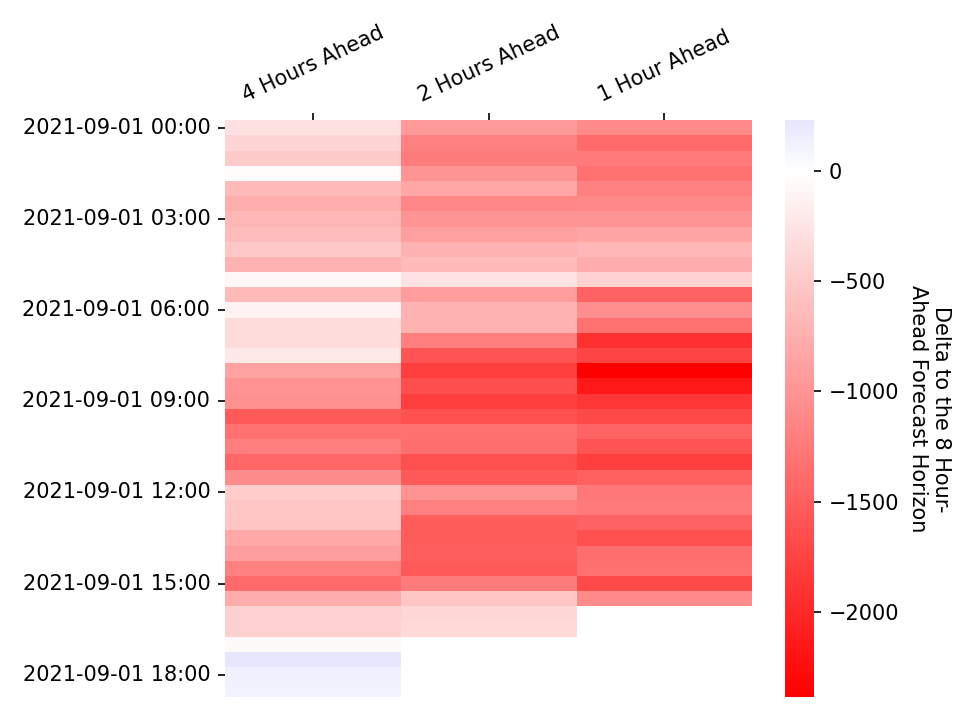 4 Hours Ahead
2 Hours Ahead
1 Hour Ahead
2021-09-01 00:00
2021-09-01 03:00
2021-09-01 06:00
2021-09-01 09:00
2021-09-01 12:00
2021-09-01 15:00
2021-09-01 18:00
0
−500
−1000
−1500
−2000
Delta to the 8 Hour-
Ahead Forecast Horizon